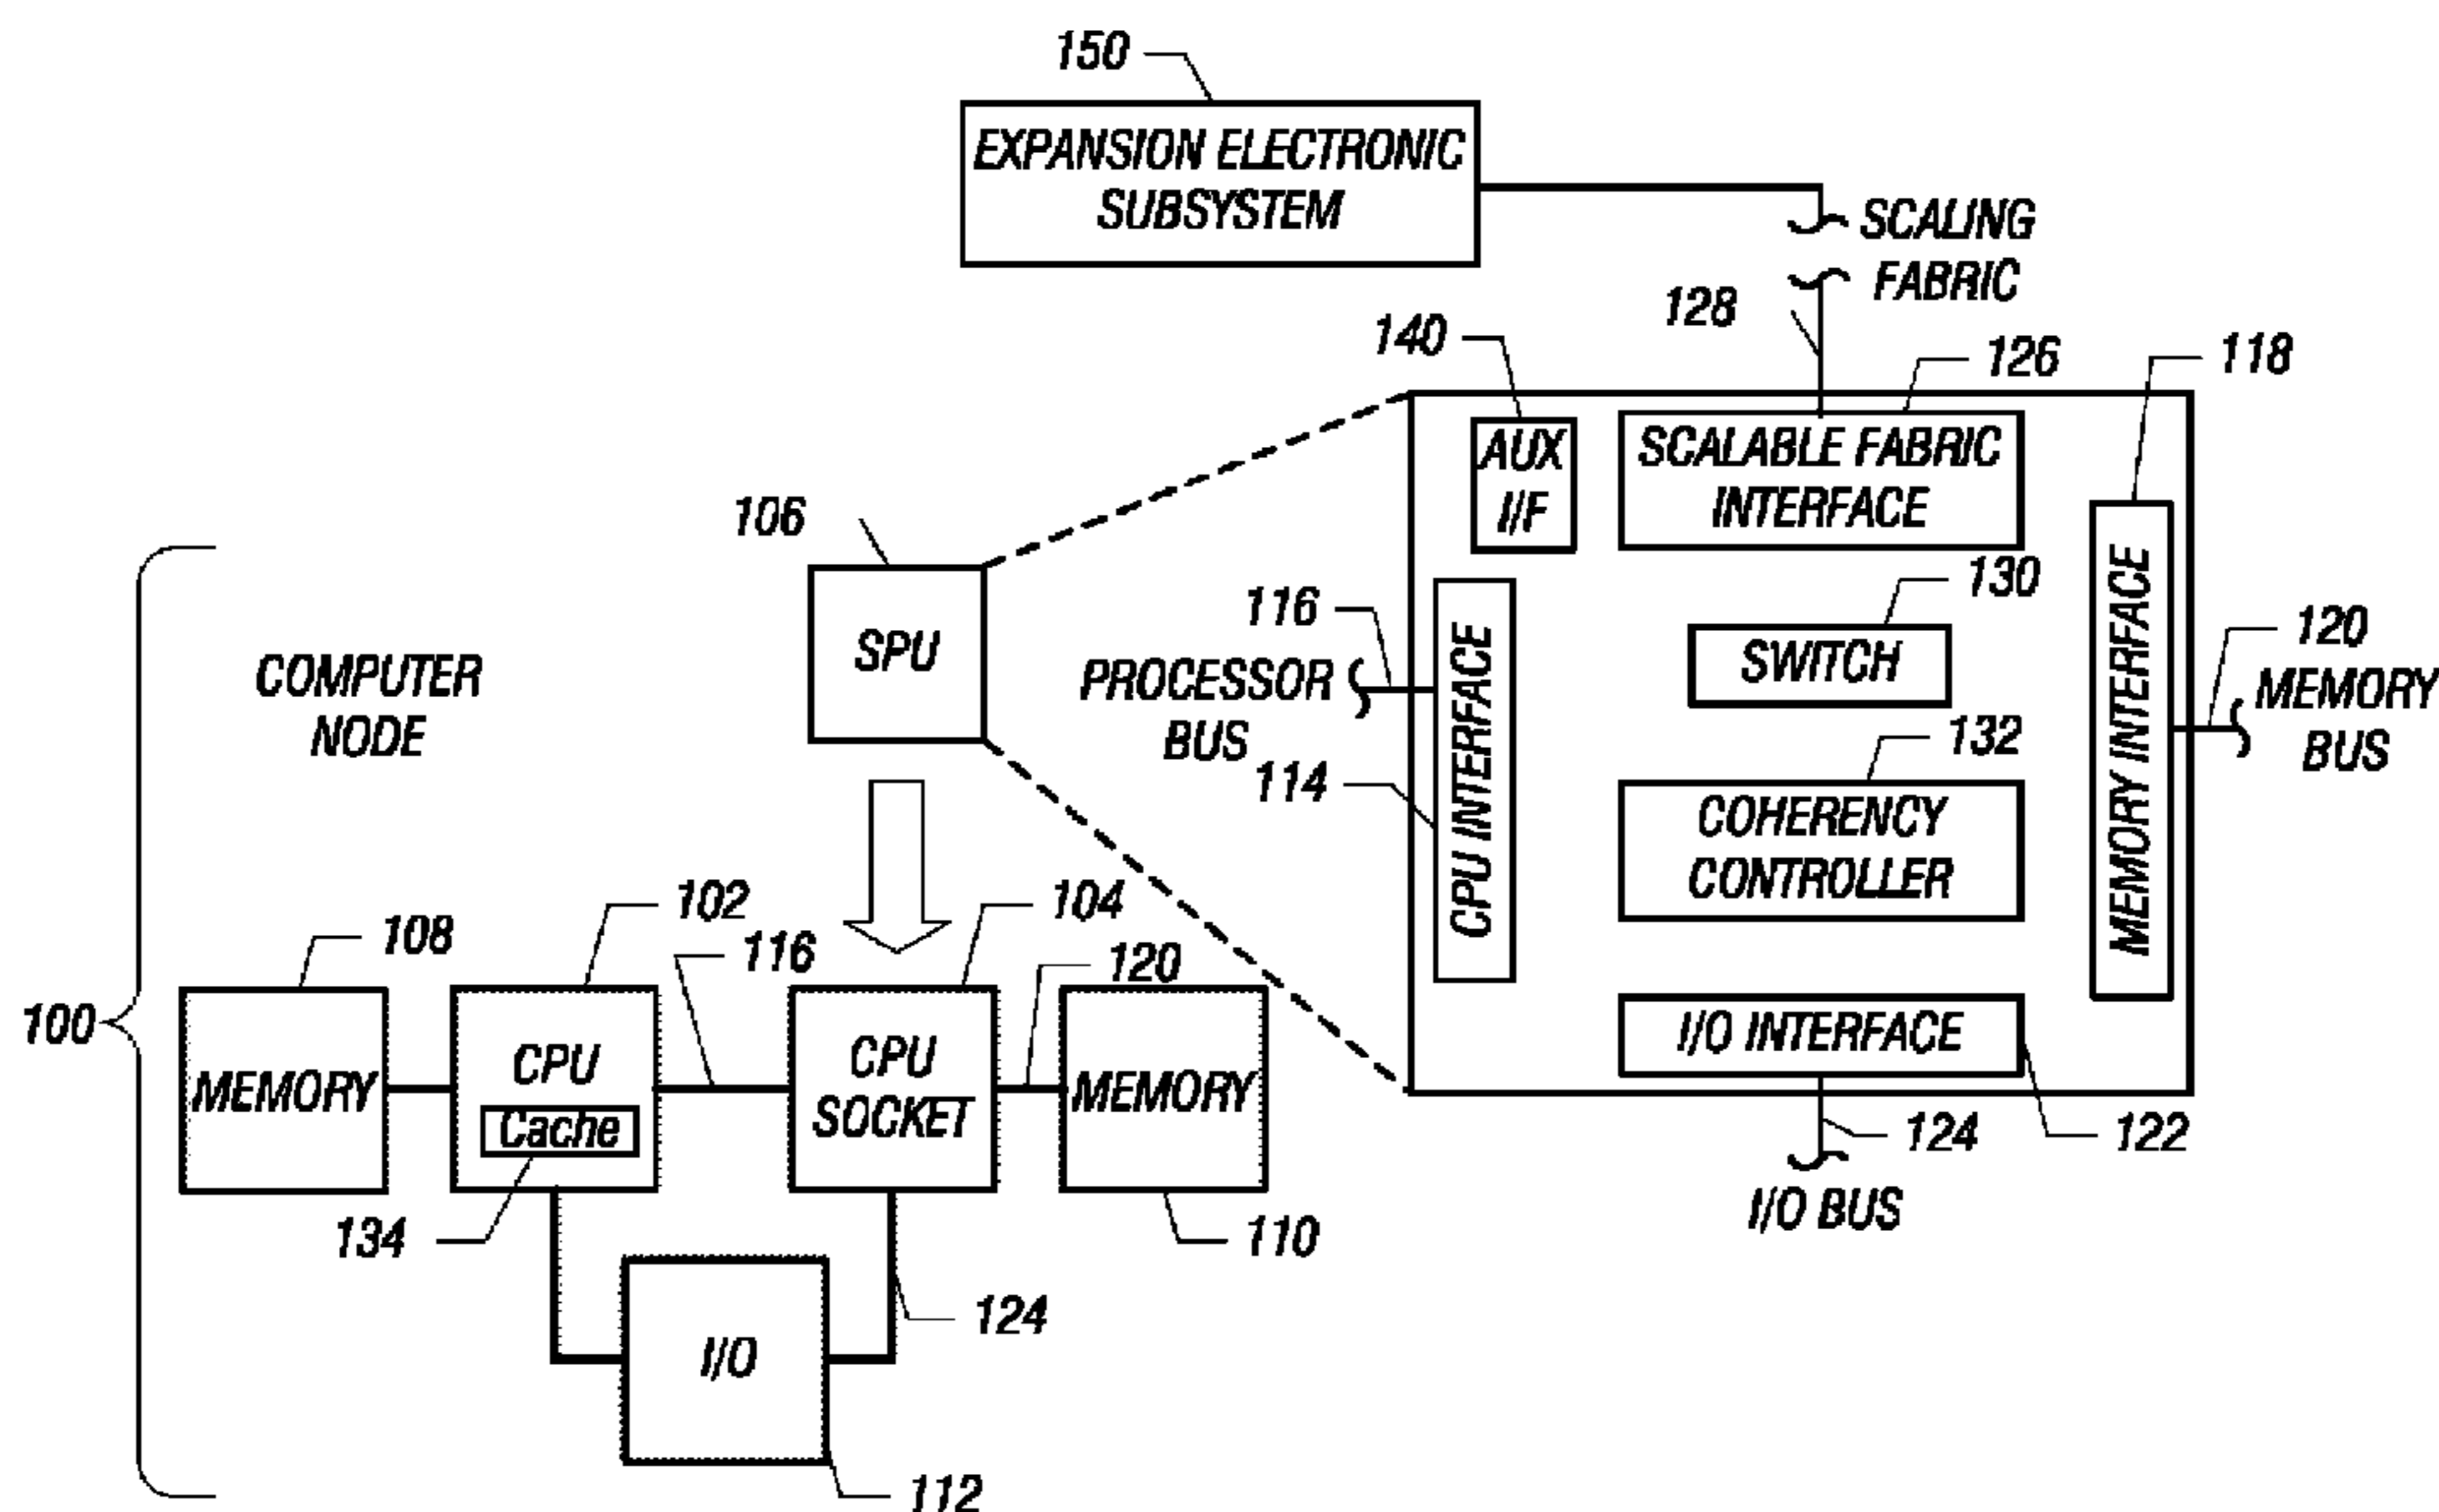 150
EXPANSION ELECTRONIC
SUBSYSTEM
SCALING
FABRIC
128
140
126
118
AUX
I/F
SCALABLE FABRIC
INTERFACE
106
130
116
120
SPU
SWITCH
COMPUTER
NODE
PROCESSOR
BUS
MEMORY
BUS
CPU INTERFACE
MEMORY INTERFACE
132
114
COHERENCY
CONTROLLER
102
104
108
116
120
100
I/O INTERFACE
MEMORY
CPU
Cache
CPU
SOCKET
MEMORY
124
122
I/O BUS
134
110
124
I/O
112